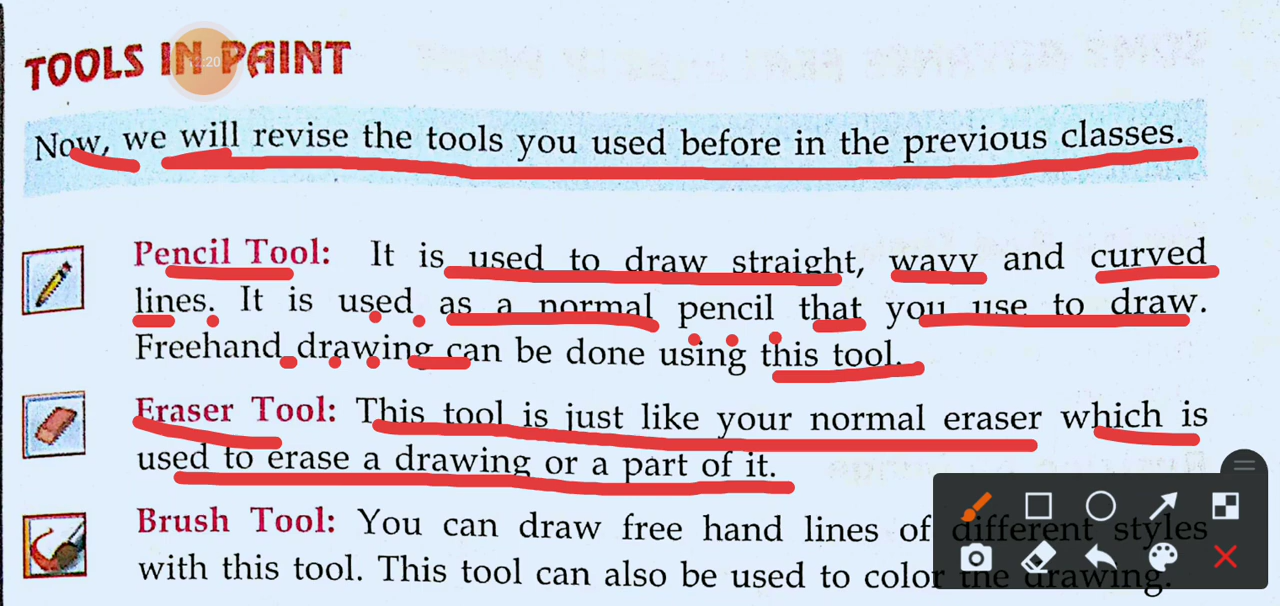 TOOLS IN PAINT
12:20
Now, we will revise the tools you used before in the previous classes.
Pencil Tool: It is used to draw straight, wavy and curved
lines. It is used as a normal pencil that you use to draw.
Freehand drawing can be done using this tool.
Eraser Tool: This tool is just like your normal eraser which is
used to erase a drawing or a part of it.
Brush Tool: You can draw free hand lines of different styles
with this tool. This tool can also be used to color the drawing.